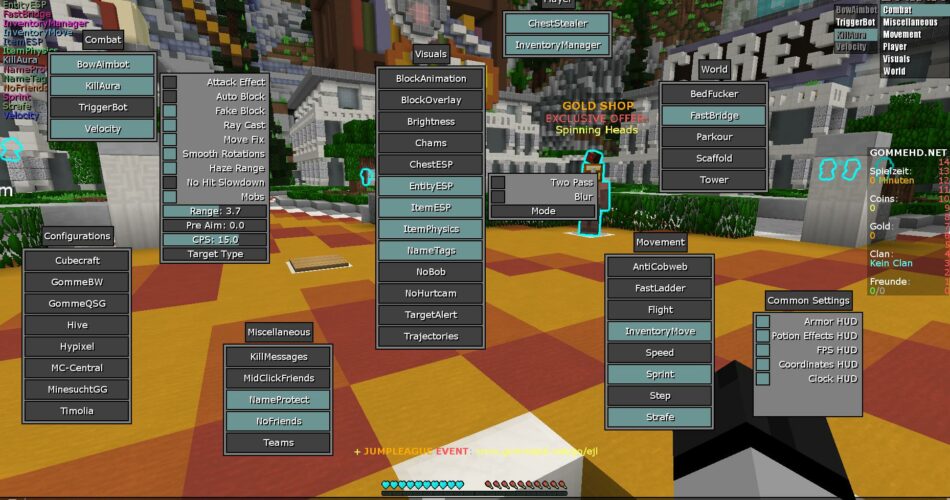 EntityESP
FastBridge
InventoryManager
InventoryMove
ItemESP
ItemPhysics
KillAura
Sprint
Strafe
Velocity
Combat
BowAimbot
KillAura
TriggerBot
Velocity
Attack Effect
Auto Block
Fake Block
Ray Cast
Move Fix
Smooth Rotations
Haze Range
No Hit Slowdown
Mobs
Range: 3.7
Pre Aim: 0.0
CPS: 15.0
Target Type
Configurations
Cubecraft
GommeBW
GommeQSG
Hive
Hypixel
MC-Central
MinesuchtGG
Timolia
Miscellaneous
KillMessages
MidClickFriends
NameProtect
NoFriends
Teams
Visuals
BlockAnimation
BlockOverlay
Brightness
Chams
ChestESP
EntityESP
ItemESP
ItemPhysics
NameTags
NoBob
NoHurtcam
TargetAlert
Trajectories
Two Pass
Blur
Mode
Player
ChestStealer
InventoryManager
GOLD SHOP
EXCLUSIVE OFFER
Spinning Heads
World
BedFucker
FastBridge
Parkour
Scaffold
Tower
Movement
AntiCobweb
FastLadder
Flight
InventoryMove
Speed
Sprint
Step
Strafe
Common Settings
Armor HUD
Potion Effects HUD
FPS HUD
Coordinates HUD
Clock HUD
BowAimbot
TriggerBot
KillAura
Velocity
Combat
Miscellaneous
Movement
Player
Visuals
World
GOMMEHD.NET
Spielzeit:
0 Minuten
Coins:
0
Gold:
0
Clan:
Kein Clan
Freunde:
0/0
+ JUMPLEAGUE EVENT: